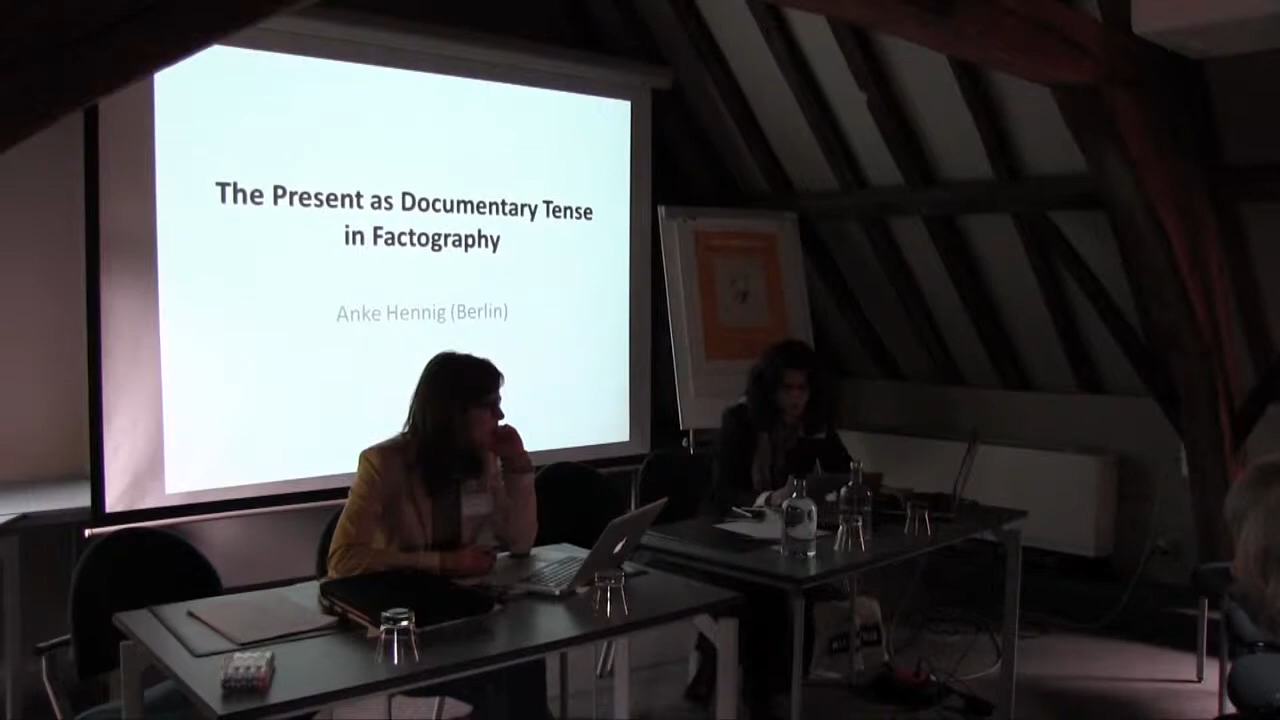 The Present as Documentary Tense
in Factography
Anke Hennig (Berlin)